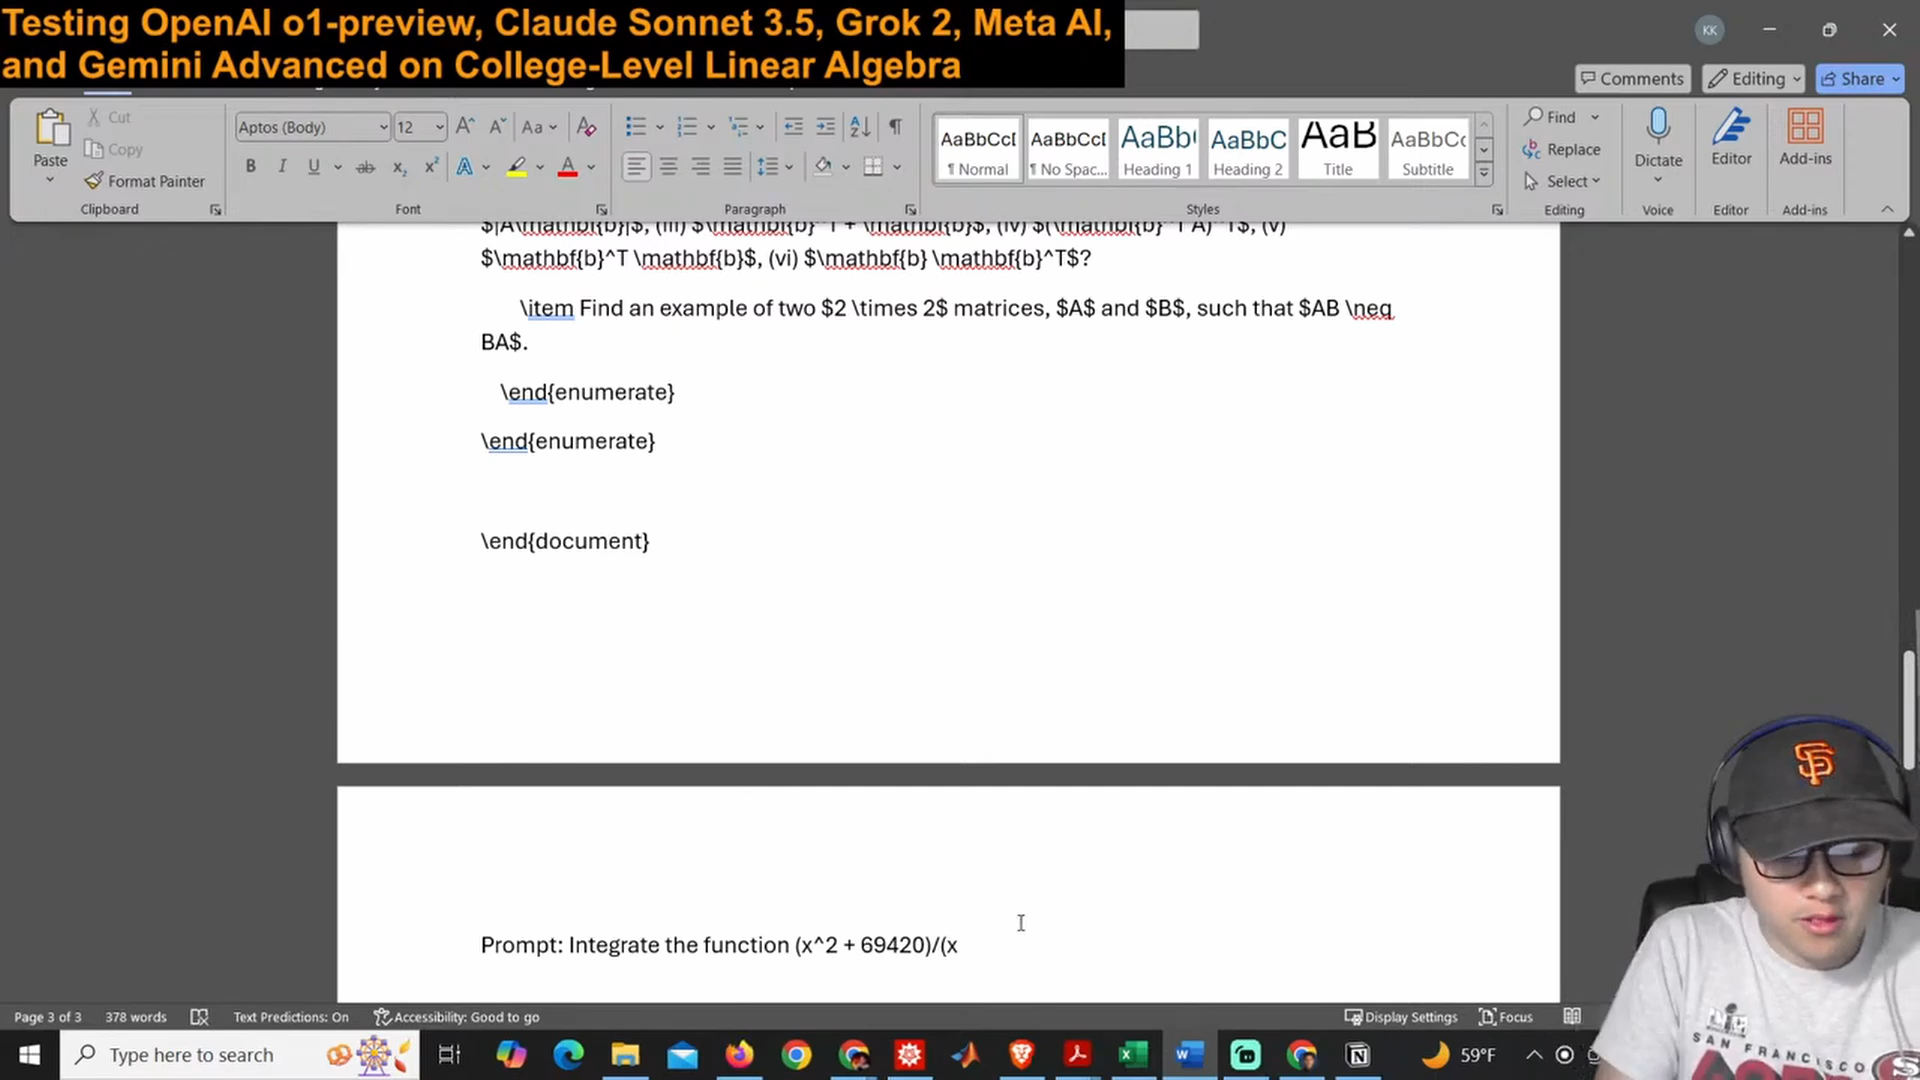 Testing OpenAI o1-preview, Claude Sonnet 3.5, Grok 2, Meta AI,
and Gemini Advanced on College-Level Linear Algebra
KK
Comments
Editing
Share
Paste
Cut
Copy
Format Painter
Clipboard
Aptos (Body)
12
Font
Paragraph
AaBbCcI
¶ Normal
AaBbCcI
¶ No Spac...
AaBb
Heading 1
AaBbC
Heading 2
AaB
Title
AaBbCc
Subtitle
Styles
Find
Replace
Select
Editing
Dictate
Voice
Editor
Editor
Add-ins
Add-ins
$\mathbf{b}^T \mathbf{b}$, (vi) $\mathbf{b} \mathbf{b}^T$?
\item Find an example of two $2 \times 2$ matrices, $A$ and $B$, such that $AB \neq
BA$.
\end{enumerate}
\end{enumerate}
\end{document}
Prompt: Integrate the function (x^2 + 69420)/(x
Page 3 of 3
378 words
Text Predictions: On
Accessibility: Good to go
Display Settings
Focus
Type here to search
59°F
SF
SAN FRANCISCO